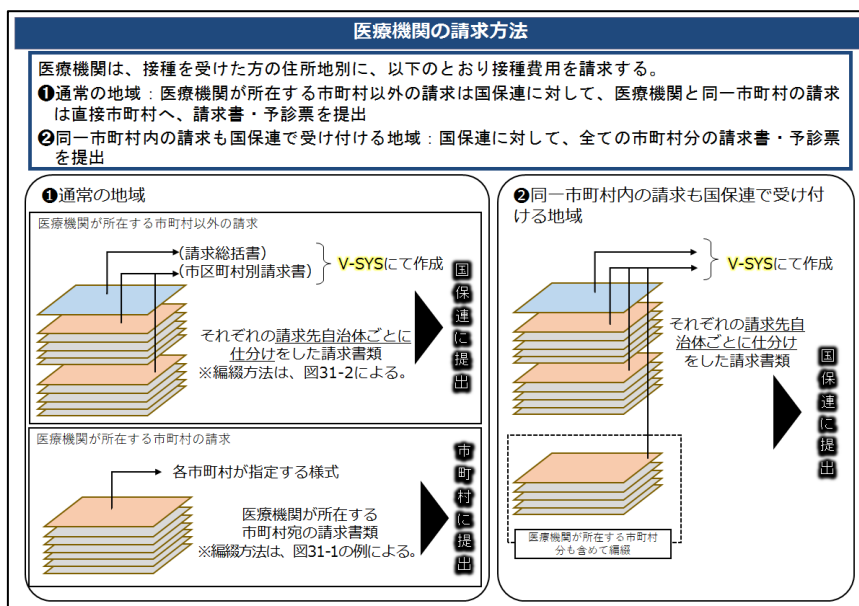 医療機関の請求方法
医療機関は、接種を受けた方の住所地別に、以下のとおり接種費用を請求する。
❶通常の地域：医療機関が所在する市町村以外の請求は国保連に対して、医療機関と同一市町村の請求
は直接市町村へ、請求書・予診票を提出
❷同一市町村内の請求も国保連で受け付ける地域：国保連に対して、全ての市町村分の請求書・予診票
を提出
❶通常の地域
医療機関が所在する市町村以外の請求
(請求総括書)
(市区町村別請求書)
V-SYSにて作成
それぞれの請求先自治体ごとに
仕分けをした請求書類
※編綴方法は、図31-2による。
国保連に提出
医療機関が所在する市町村の請求
各市町村が指定する様式
医療機関が所在する
市町村宛の請求書類
※編綴方法は、図31-1の例による。
市町村に提出
❷同一市町村内の請求も国保連で受け付
ける地域
V-SYSにて作成
それぞれの請求先自
治体ごとに仕分け
をした請求書類
国保連に提出
医療機関が所在する市町村
分も含めて編綴